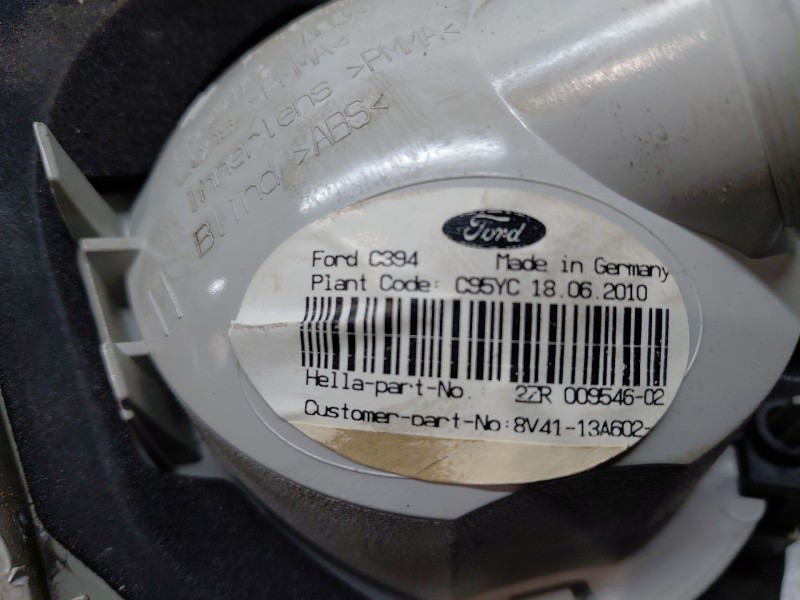 >PMMA<
Innerlens >PMMA<
Blind >ABS<
Ford
Ford C394 Made in Germany
Plant Code: C95YC 18.06.2010
Hella-part-No. 2ZR 009546-02
Customer-part-No:8V41-13A602-